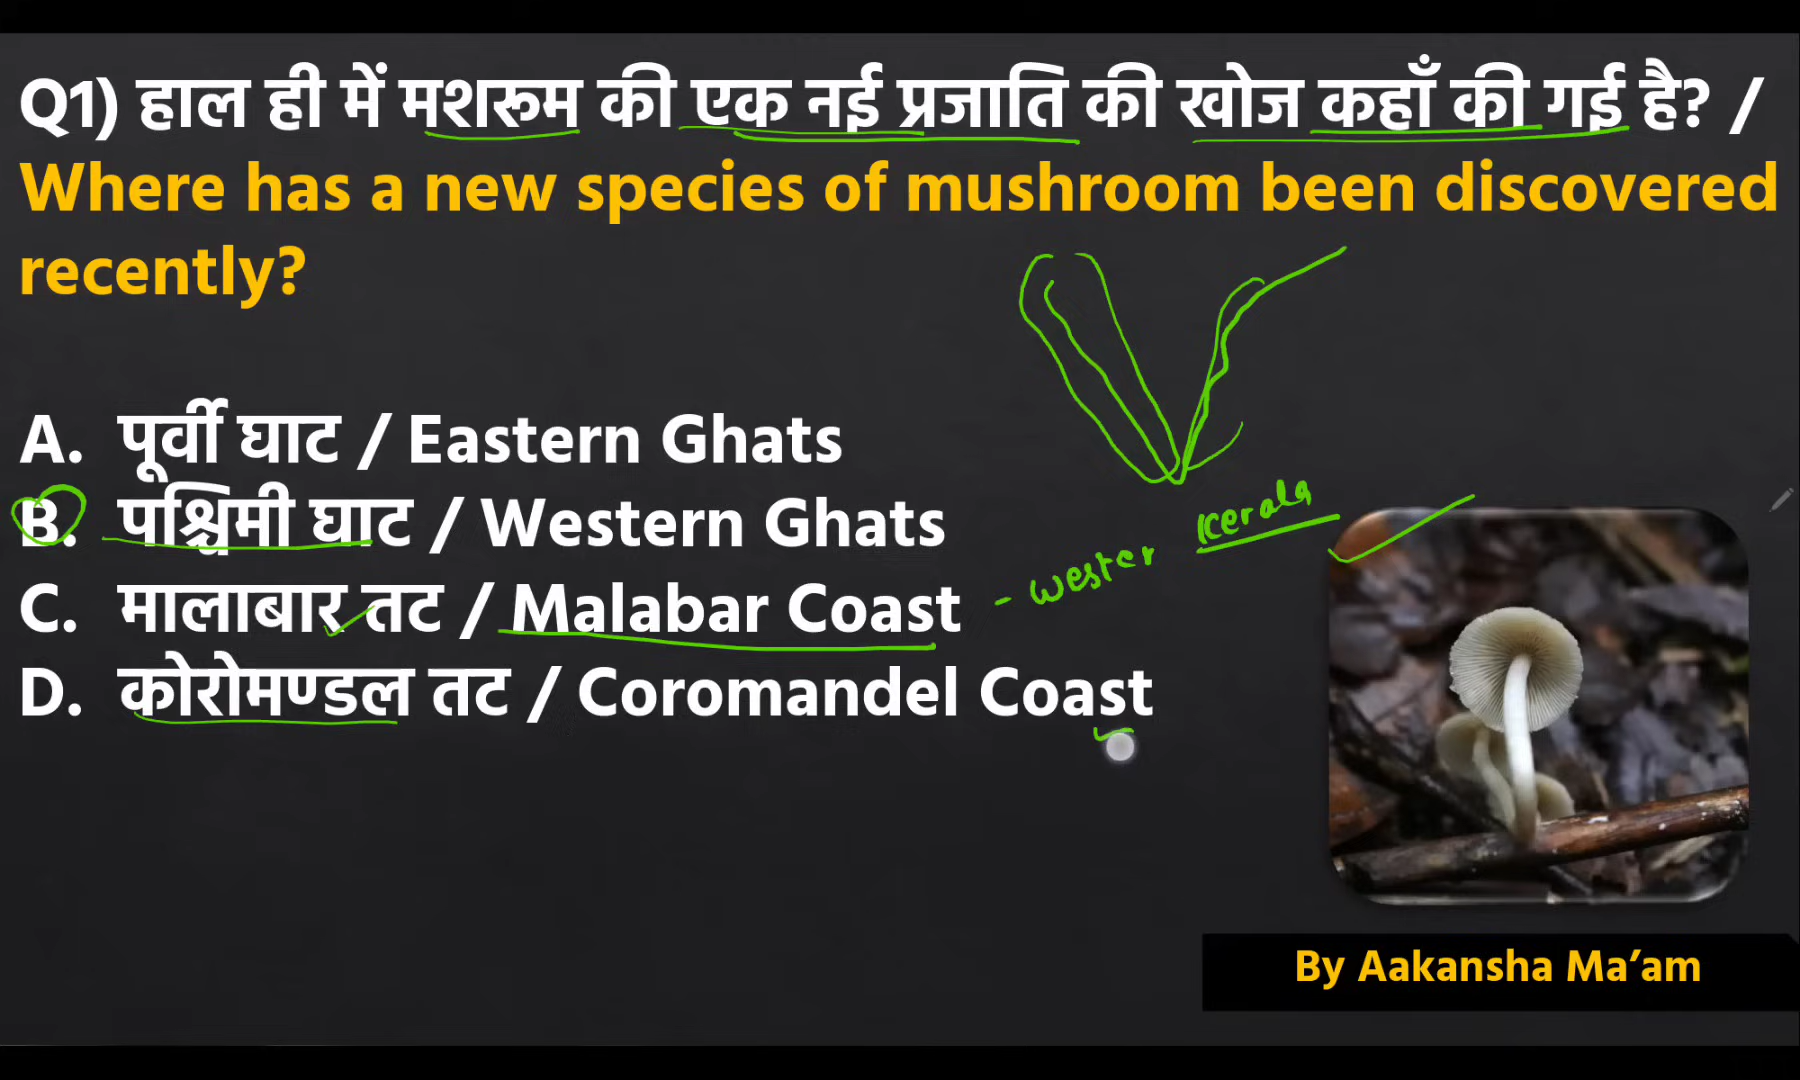 Q1) हाल ही में मशरूम की एक नई प्रजाति की खोज कहाँ की गई है? /
Where has a new species of mushroom been discovered
recently?
A. पूर्वी घाट / Eastern Ghats
B. पश्चिमी घाट / Western Ghats
Kerala
C. मालाबार तट / Malabar Coast - wester
D. कोरोमण्डल तट / Coromandel Coast
By Aakansha Ma’am